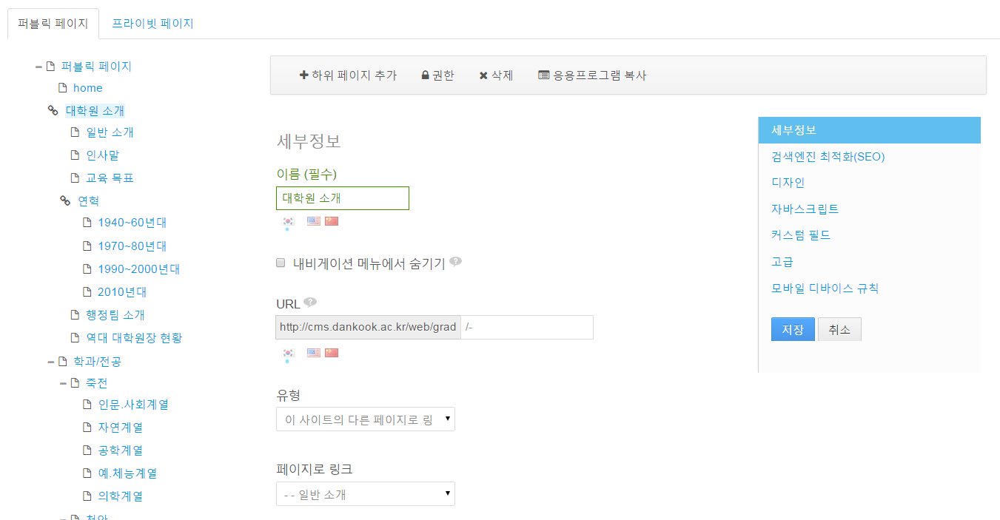 퍼블릭 페이지
프라이빗 페이지
퍼블릭 페이지
home
대학원 소개
일반 소개
인사말
교육 목표
연혁
1940~60년대
1970~80년대
1990~2000년대
2010년대
행정팀 소개
역대 대학원장 현황
학과/전공
죽전
인문.사회계열
자연계열
공학계열
예.체능계열
의학계열
천안
하위 페이지 추가
권한
삭제
응용프로그램 복사
세부정보
이름 (필수)
대학원 소개
내비게이션 메뉴에서 숨기기
URL
http://cms.dankook.ac.kr/web/grad
/-
유형
이 사이트의 다른 페이지로 링
페이지로 링크
- - 일반 소개
세부정보
검색엔진 최적화(SEO)
디자인
자바스크립트
커스텀 필드
고급
모바일 디바이스 규칙
저장
취소